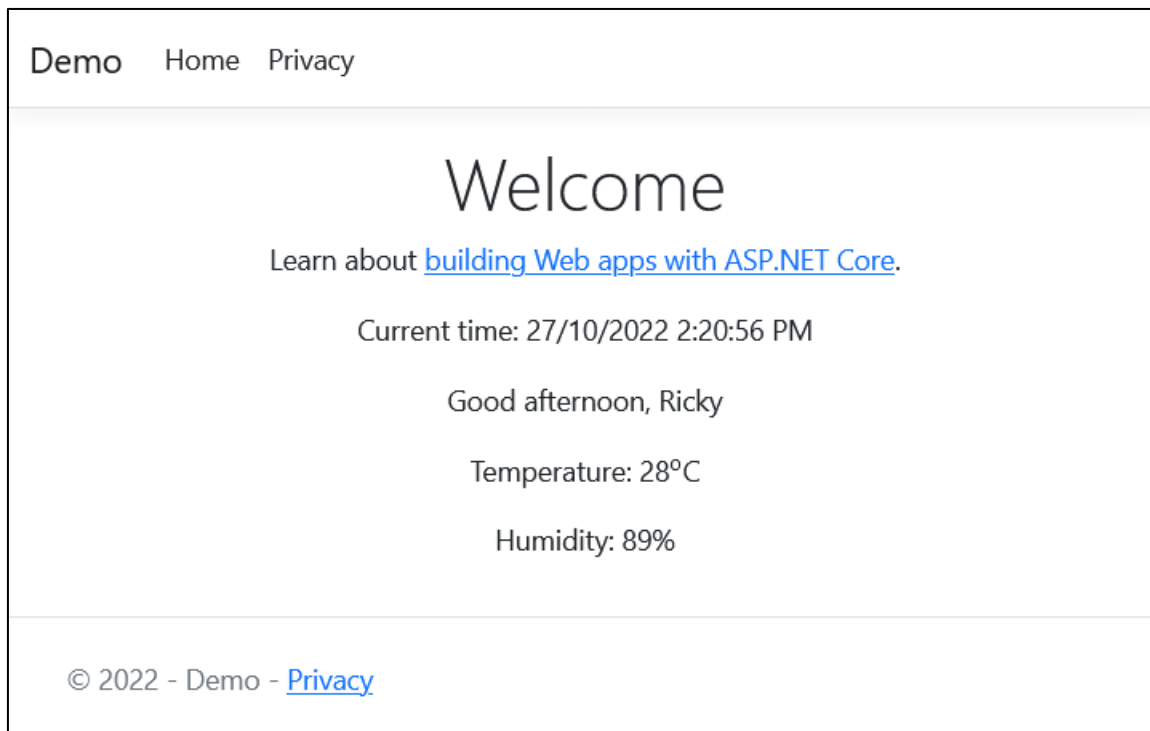 Demo Home Privacy
Welcome
Learn about building Web apps with ASP.NET Core.
Current time: 27/10/2022 2:20:56 PM
Good afternoon, Ricky
Temperature: 28⁰C
Humidity: 89%
© 2022 - Demo - Privacy